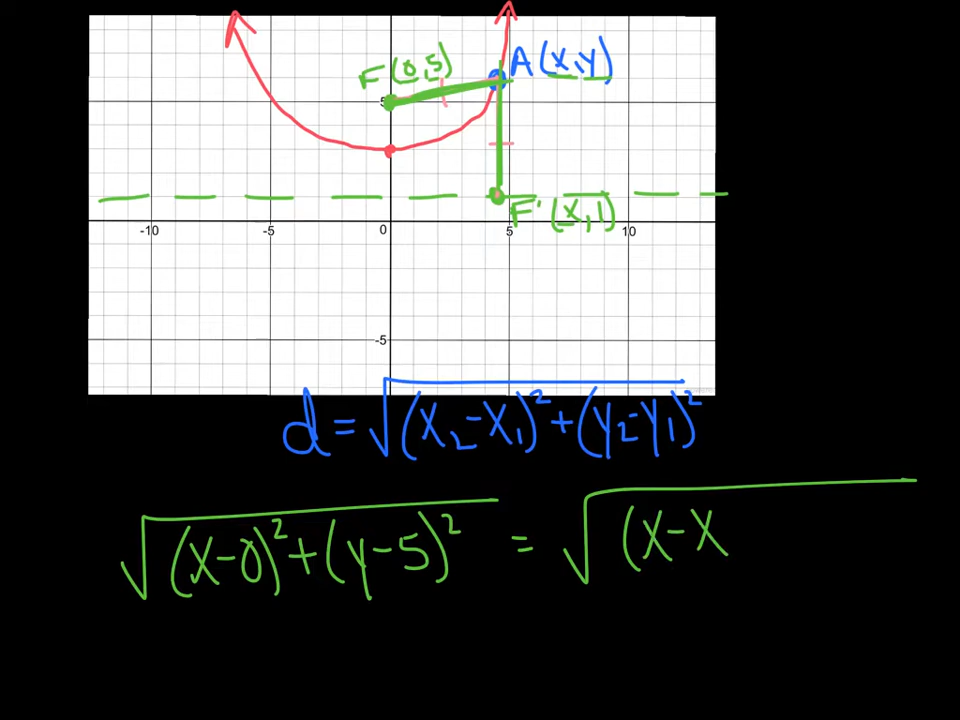 F(0,5)
A(X,Y)
5
F'(X,1)
-10 -5 0 5 10
-5
d = √(X₂-X₁)²+(Y₂-Y₁)²
√(X-0)²+(Y-5)² = √(X-X